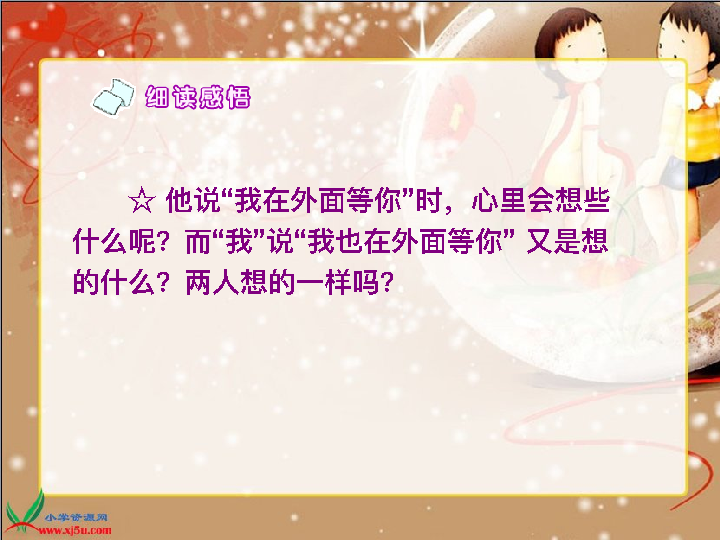 细读感悟
☆ 他说“我在外面等你”时，心里会想些
什么呢？而“我”说“我也在外面等你” 又是想
的什么？两人想的一样吗？
小学资源网
www.xj5u.com